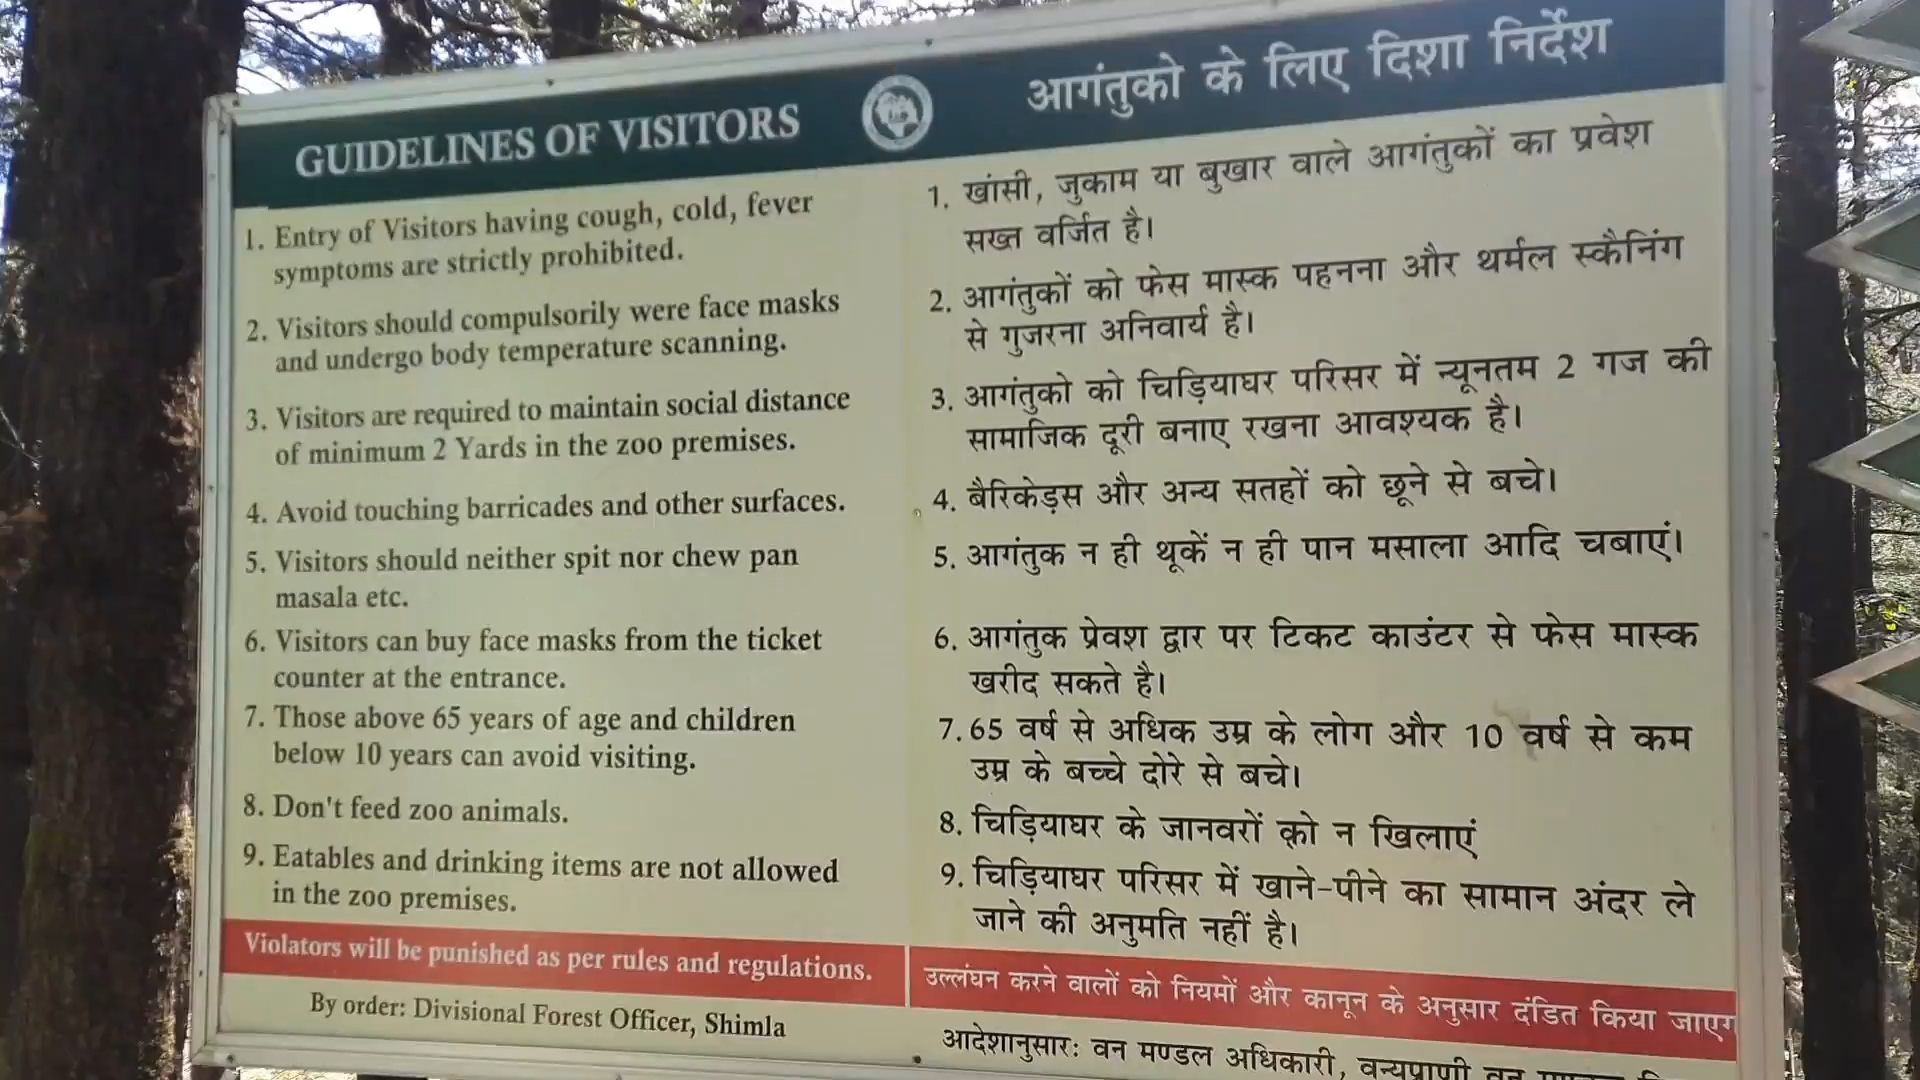 GUIDELINES OF VISITORS
1. Entry of Visitors having cough, cold, fever
symptoms are strictly prohibited.
2. Visitors should compulsorily were face masks
and undergo body temperature scanning.
3. Visitors are required to maintain social distance
of minimum 2 Yards in the zoo premises.
4. Avoid touching barricades and other surfaces.
5. Visitors should neither spit nor chew pan
masala etc.
6. Visitors can buy face masks from the ticket
counter at the entrance.
7. Those above 65 years of age and children
below 10 years can avoid visiting.
8. Don't feed zoo animals.
9. Eatables and drinking items are not allowed
in the zoo premises.
Violators will be punished as per rules and regulations.
By order: Divisional Forest Officer, Shimla
आगंतुको के लिए दिशा निर्देश
1. खांसी, जुकाम या बुखार वाले आगंतुकों का प्रवेश
सख्त वर्जित है।
2. आगंतुकों को फेस मास्क पहनना और थर्मल स्कैनिंग
से गुजरना अनिवार्य है।
3. आगंतुको को चिड़ियाघर परिसर में न्यूनतम 2 गज की
सामाजिक दूरी बनाए रखना आवश्यक है।
4. बैरिकेड्स और अन्य सतहों को छूने से बचे।
5. आगंतुक न ही थूकें न ही पान मसाला आदि चबाएं।
6. आगंतुक प्रेवश द्वार पर टिकट काउंटर से फेस मास्क
खरीद सकते है।
7. 65 वर्ष से अधिक उम्र के लोग और 10 वर्ष से कम
उम्र के बच्चे दोरे से बचे।
8. चिड़ियाघर के जानवरों को न खिलाएं
9. चिड़ियाघर परिसर में खाने-पीने का सामान अंदर ले
जाने की अनुमति नहीं है।
उल्लंघन करने वालों को नियमों और कानून के अनुसार दंडित किया जाएग
आदेशानुसारः वन मण्डल अधिकारी, वन्यप्राणी वन